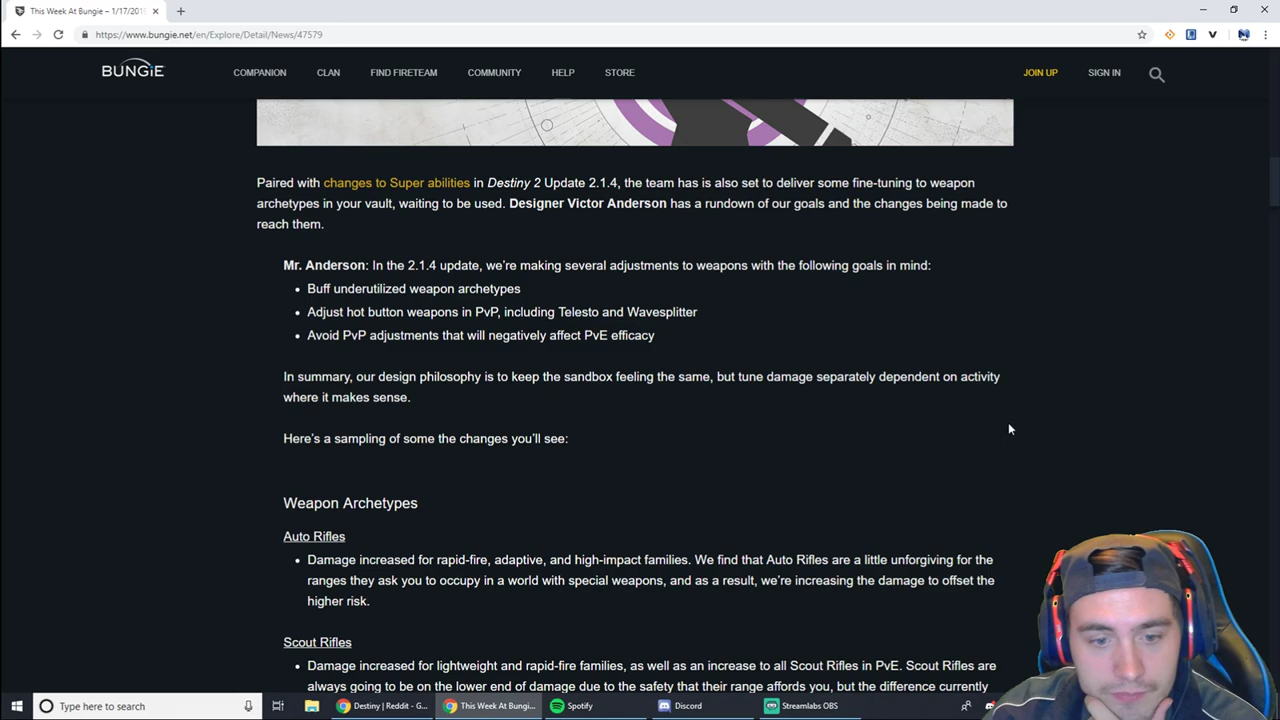 This Week At Bungie – 1/17/201
https://www.bungie.net/en/Explore/Detail/News/47579
BUNGIE
COMPANION CLAN FIND FIRETEAM COMMUNITY HELP STORE JOIN UP SIGN IN
Paired with changes to Super abilities in Destiny 2 Update 2.1.4, the team has is also set to deliver some fine-tuning to weapon
archetypes in your vault, waiting to be used. Designer Victor Anderson has a rundown of our goals and the changes being made to
reach them.
Mr. Anderson: In the 2.1.4 update, we’re making several adjustments to weapons with the following goals in mind:
• Buff underutilized weapon archetypes
• Adjust hot button weapons in PvP, including Telesto and Wavesplitter
• Avoid PvP adjustments that will negatively affect PvE efficacy
In summary, our design philosophy is to keep the sandbox feeling the same, but tune damage separately dependent on activity
where it makes sense.
Here’s a sampling of some the changes you’ll see:
Weapon Archetypes
Auto Rifles
• Damage increased for rapid-fire, adaptive, and high-impact families. We find that Auto Rifles are a little unforgiving for the
ranges they ask you to occupy in a world with special weapons, and as a result, we’re increasing the damage to offset the
higher risk.
Scout Rifles
• Damage increased for lightweight and rapid-fire families, as well as an increase to all Scout Rifles in PvE. Scout Rifles are
always going to be on the lower end of damage due to the safety that their range affords you, but the difference currently
Type here to search
Destiny | Reddit - G...
This Week At Bungi...
Spotify
Discord
Streamlabs OBS